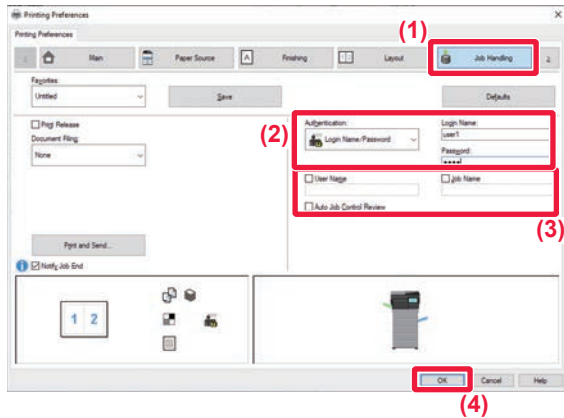 Printing Preferences
Printing Preferences
(1)
Main
Paper Source
A
Finishing
Layout
Job Handling
Favorites:
Untitled
Save
Defaults
Print Release
Document Filing:
None
(2)
Authentication:
Login Name/Password
Login Name:
user1
Password:
••••
User Name
Job Name
Auto Job Control Review
(3)
Print and Send...
Notify Job End
1 2
OK
Cancel
Help
(4)